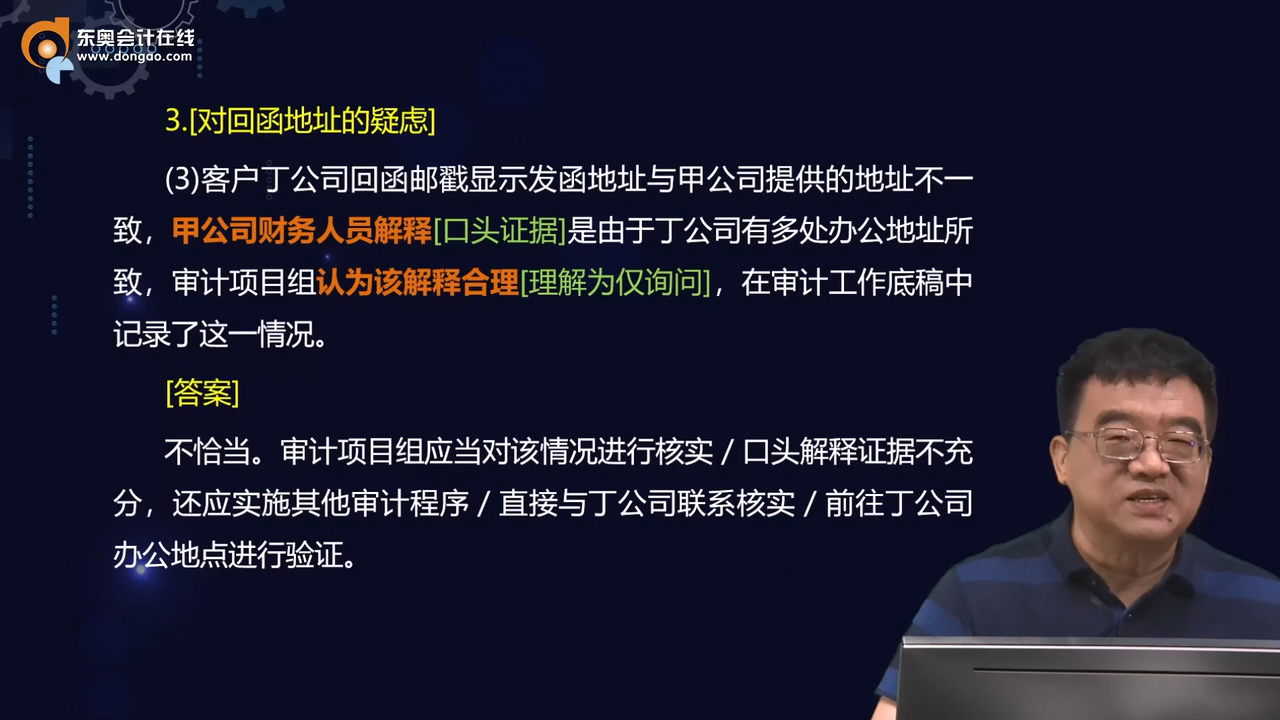 东奥会计在线
www.dongao.com
3.[对回函地址的疑虑]
(3)客户丁公司回函邮戳显示发函地址与甲公司提供的地址不一
致，甲公司财务人员解释[口头证据]是由于丁公司有多处办公地址所
致，审计项目组认为该解释合理[理解为仅询问]，在审计工作底稿中
记录了这一情况。
[答案]
不恰当。审计项目组应当对该情况进行核实/口头解释证据不充
分，还应实施其他审计程序/直接与丁公司联系核实/前往丁公司
办公地点进行验证。